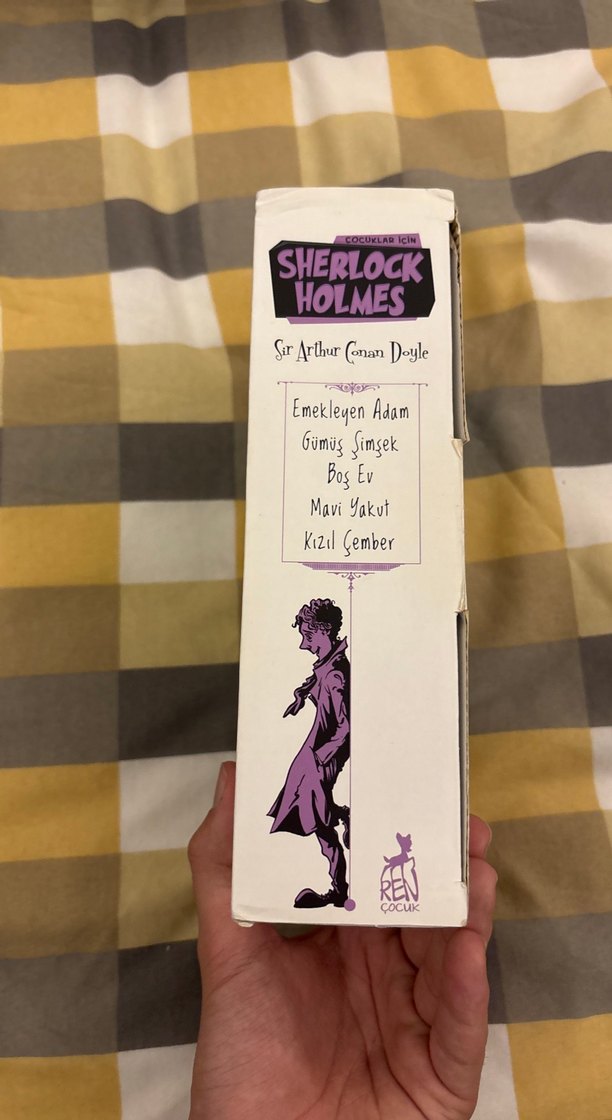 ÇOCUKLAR İÇİN
SHERLOCK
HOLMES
Sir Arthur Conan Doyle
Emekleyen Adam
Gümüş Şimşek
Boş Ev
Mavi Yakut
Kızıl Çember
REN
ÇOCUK